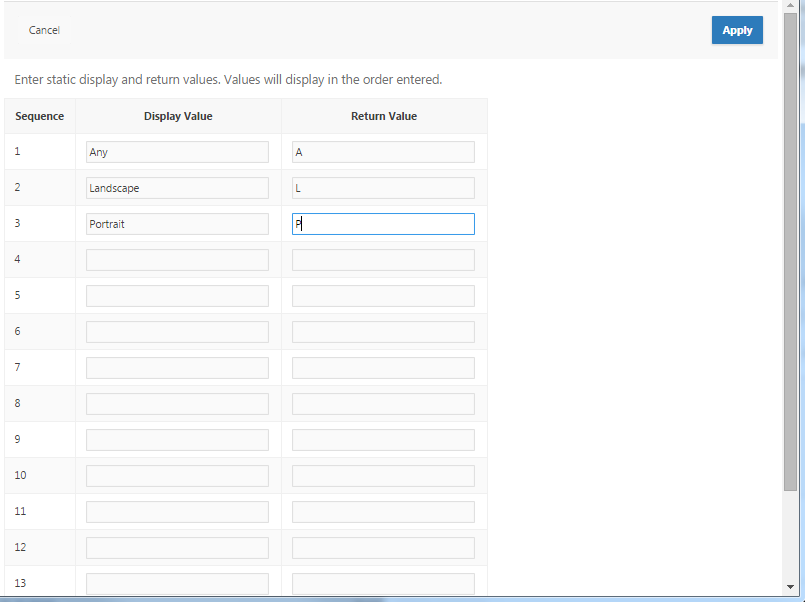 Cancel Apply
Enter static display and return values. Values will display in the order entered.
Sequence Display Value Return Value
1 Any A
2 Landscape L
3 Portrait P
4
5
6
7
8
9
10
11
12
13